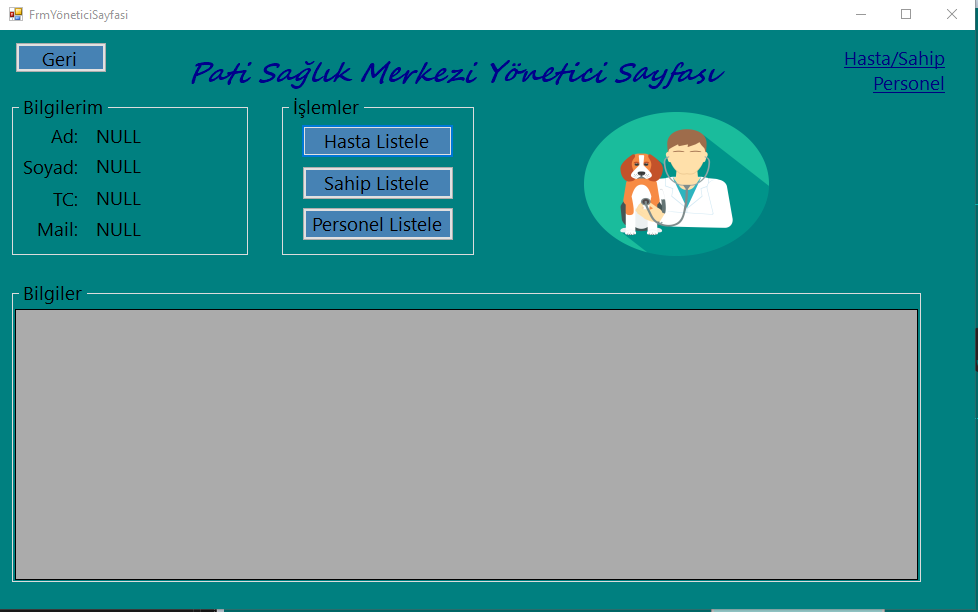 FrmYöneticiSayfasi
Geri
Pati Sağlık Merkezi Yönetici Sayfası
Hasta/Sahip
Personel
Bilgilerim
Ad: NULL
Soyad: NULL
TC: NULL
Mail: NULL
İşlemler
Hasta Listele
Sahip Listele
Personel Listele
Bilgiler